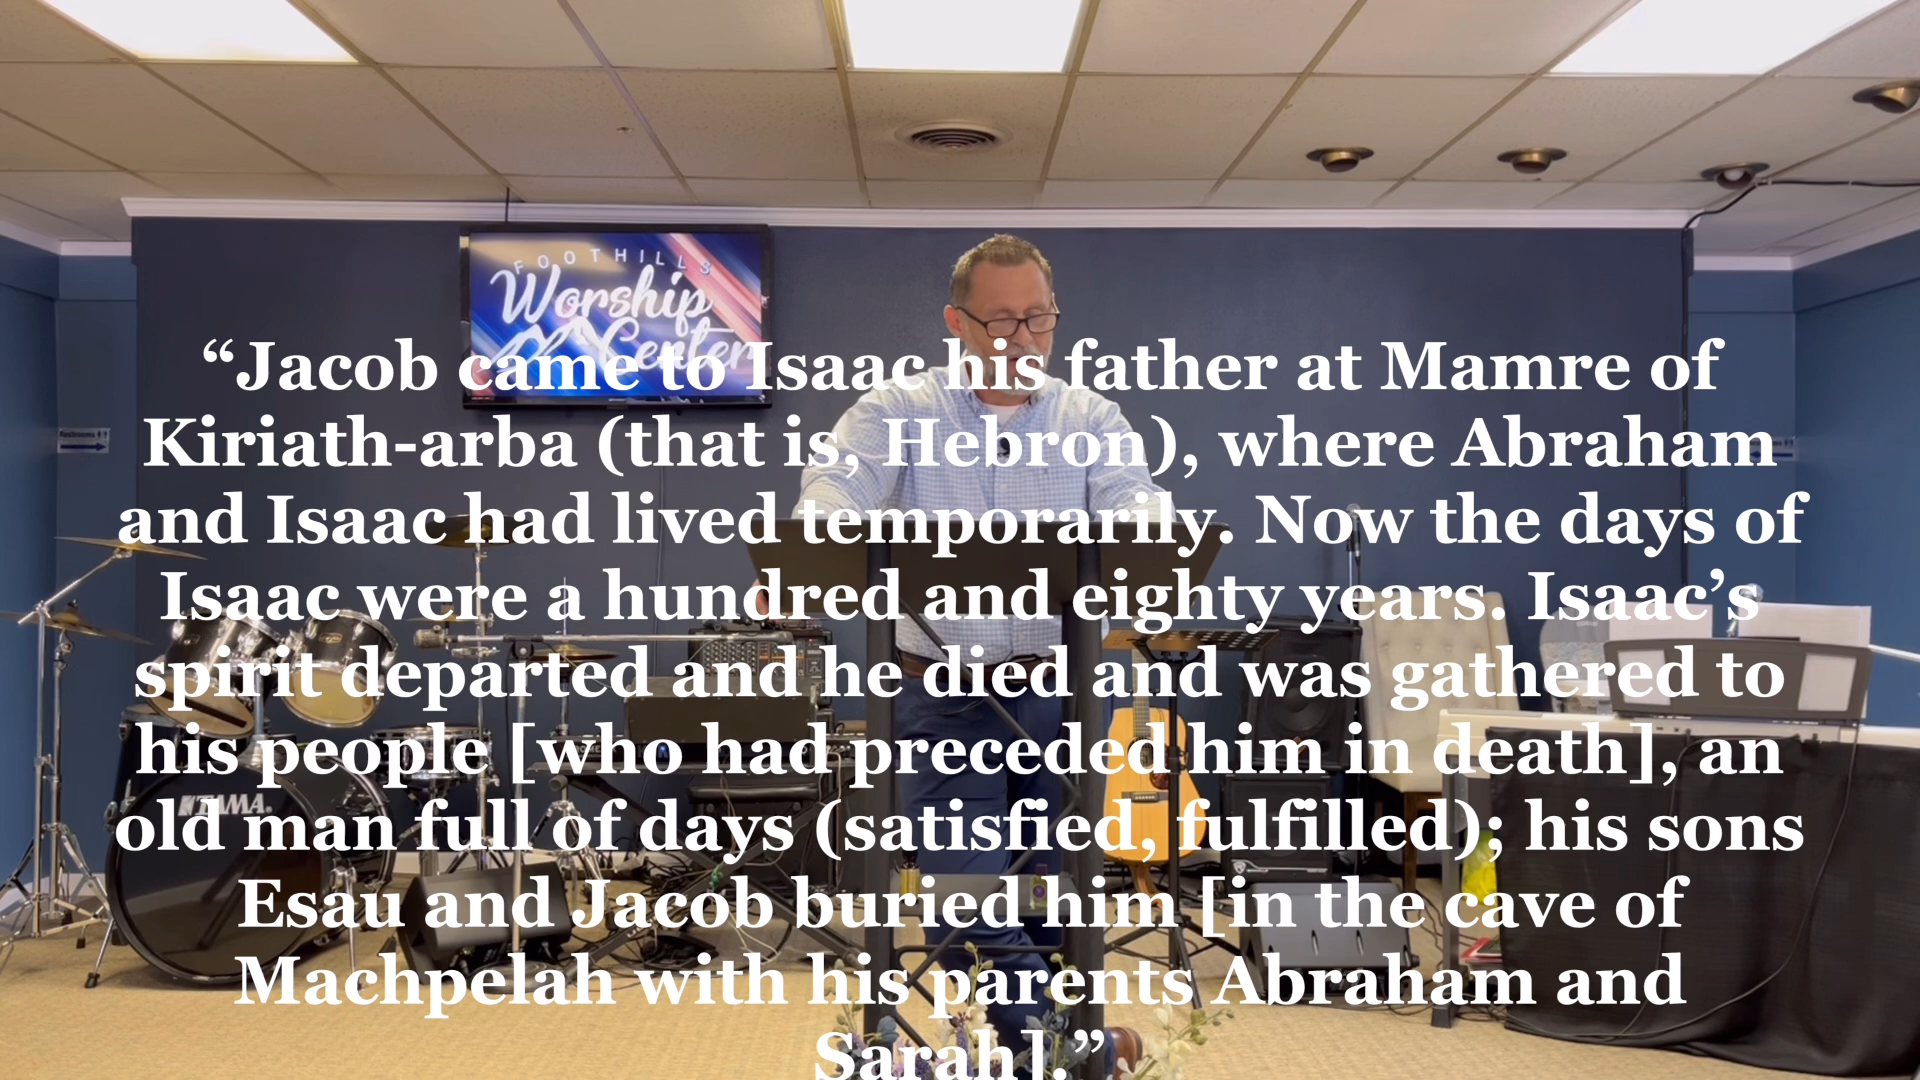 FOOTHILLS
Worship
Center
“Jacob came to Isaac his father at Mamre of
Kiriath-arba (that is, Hebron), where Abraham
and Isaac had lived temporarily. Now the days of
Isaac were a hundred and eighty years. Isaac’s
spirit departed and he died and was gathered to
his people [who had preceded him in death], an
old man full of days (satisfied, fulfilled); his sons
Esau and Jacob buried him [in the cave of
Machpelah with his parents Abraham and
Sarah].”
Restrooms
TAMA